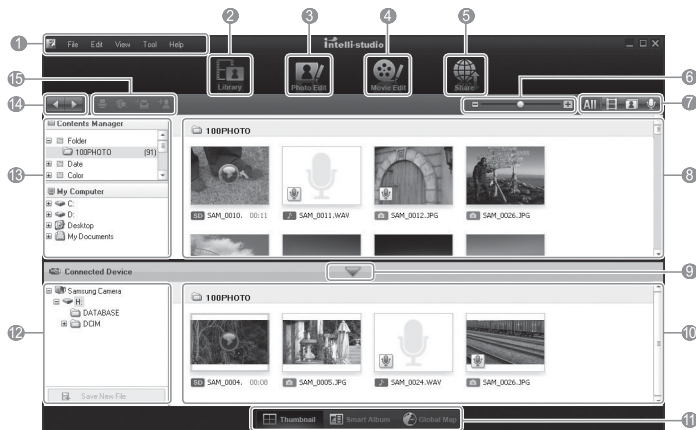 2
3
4
5
1
File Edit View Tool Help
intelli-studio
15
Library
Photo Edit
Movie Edit
Share
6
14
All
7
Contents Manager
100PHOTO
Folder
100PHOTO (91)
Date
Color
13
8
My Computer
C:
D:
Desktop
My Documents
SD SAM_0010. 00:11
SAM_0011.WAV
SAM_0012.JPG
SAM_0026.JPG
Connected Device
9
Samsung Camera
H:
DATABASE
DCIM
100PHOTO
12
10
SD SAM_0004. 00:08
SAM_0005.JPG
SAM_0024.WAV
SAM_0026.JPG
Save New File
Thumbnail
Smart Album
Global Map
11